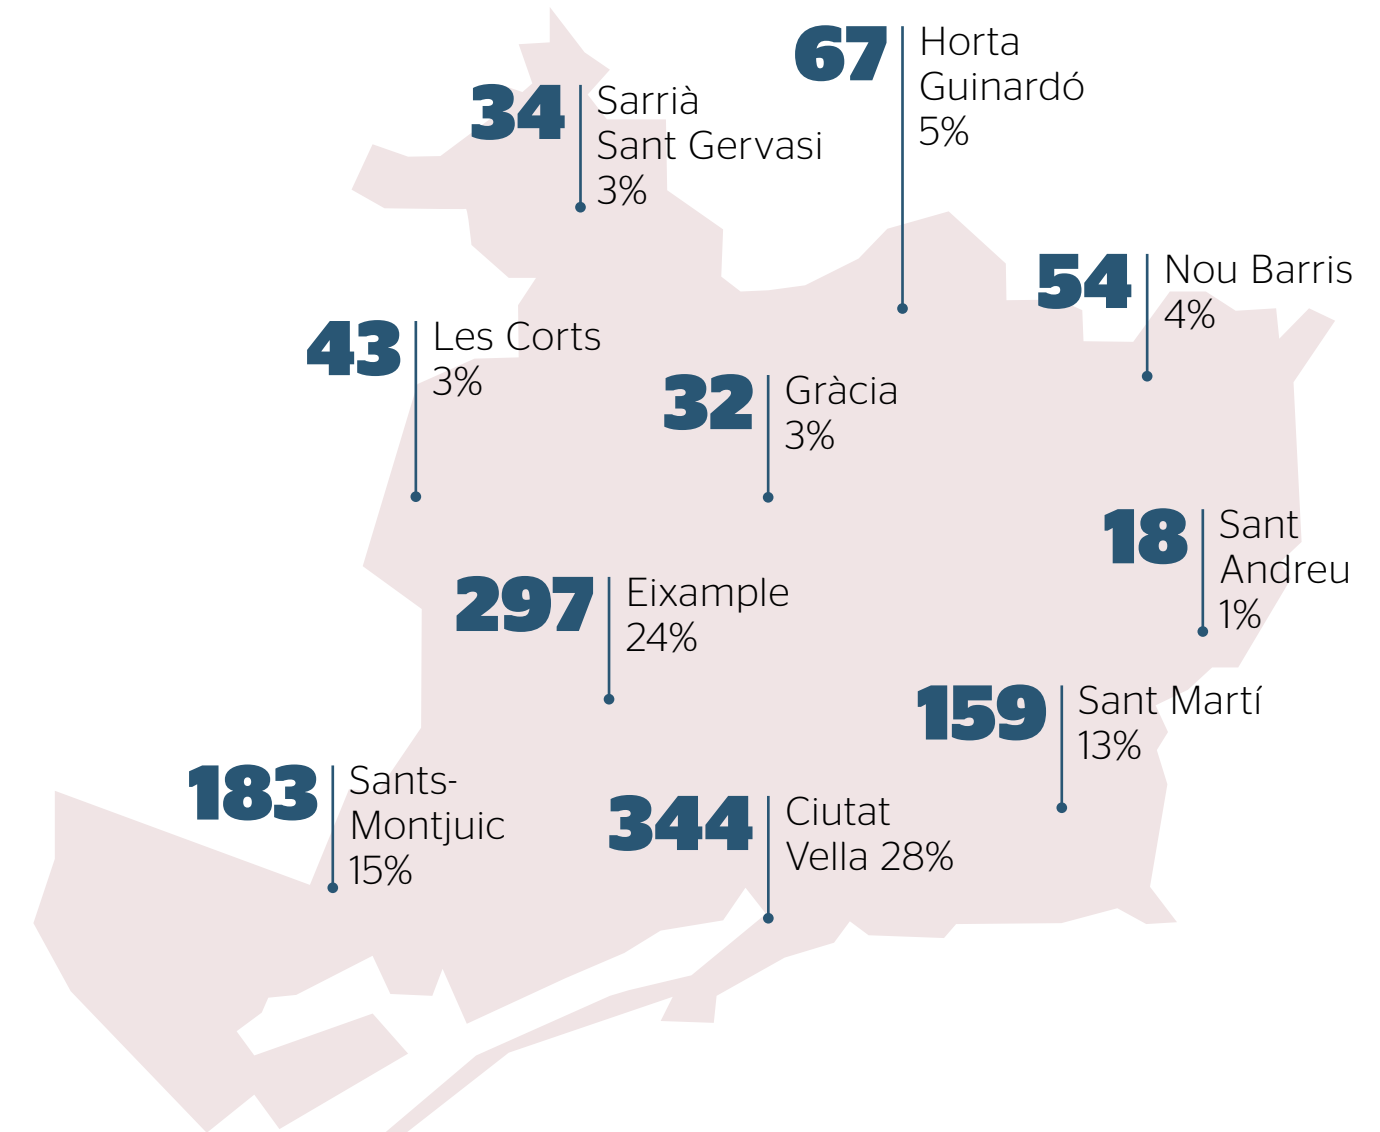 67
Horta
Guinardó
5%
34
Sarrià
Sant Gervasi
3%
54
Nou Barris
4%
43
Les Corts
3%
32
Gràcia
3%
18
Sant
Andreu
1%
297
Eixample
24%
159
Sant Martí
13%
183
Sants-
Montjuic
15%
344
Ciutat
Vella 28%